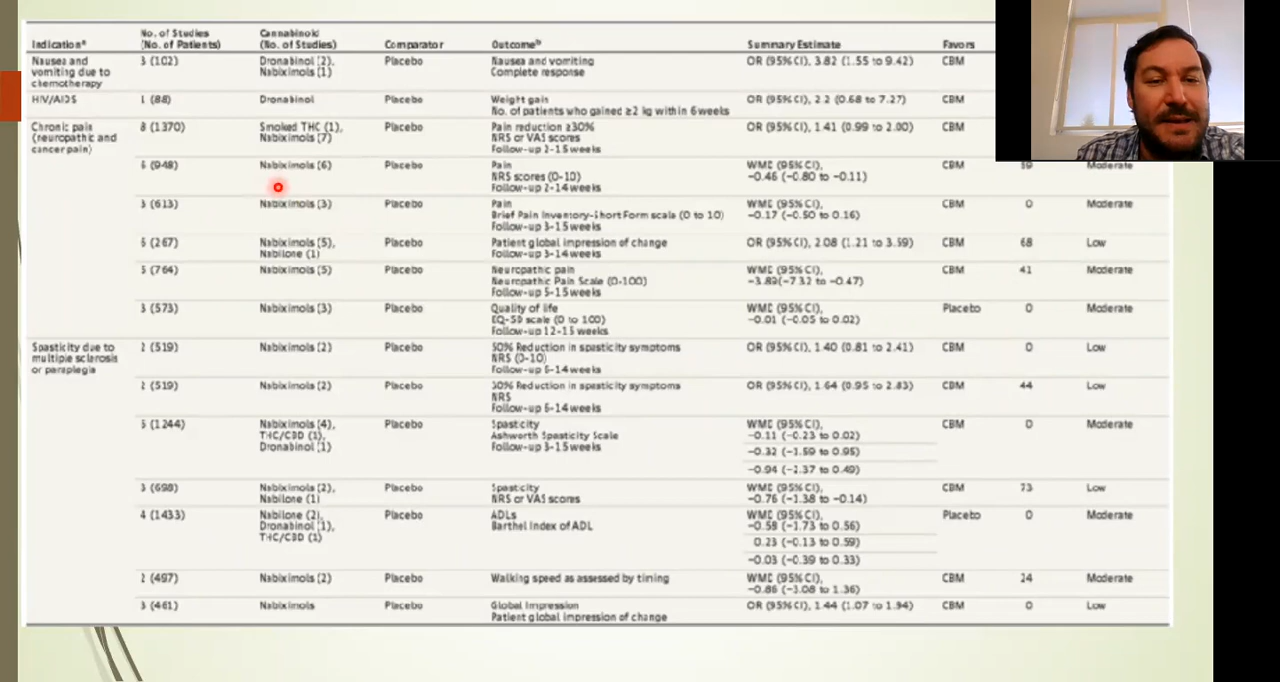 No. of Studies Cannabinoid
Indicationᵃ (No. of Patients) (No. of Studies) Comparator Outcomeᵇ Summary Estimate Favors
Nausea and 3 (102) Dronabinol (2), Placebo Nausea and vomiting OR (95% CI), 3.82 (1.55 to 9.42) CBM
vomiting due to Nabiximols (1) Complete response
chemotherapy
HIV/AIDS 1 (88) Dronabinol Placebo Weight gain OR (95% CI), 2.2 (0.68 to 7.27) CBM
No. of patients who gained ≥2 kg within 6 weeks
Chronic pain 8 (1370) Smoked THC (1), Placebo Pain reduction ≥30% OR (95% CI), 1.41 (0.99 to 2.00) CBM
(neuropathic and Nabiximols (7) NRS or VAS scores
cancer pain) Follow-up 2-15 weeks
6 (948) Nabiximols (6) Placebo Pain WMD (95% CI), CBM 59 Moderate
NRS scores (0-10) −0.46 (−0.80 to −0.11)
Follow-up 2-14 weeks
3 (613) Nabiximols (3) Placebo Pain WMD (95% CI), CBM 0 Moderate
Brief Pain Inventory-Short Form scale (0 to 10) −0.17 (−0.50 to 0.16)
Follow-up 3-15 weeks
6 (267) Nabiximols (5), Placebo Patient global impression of change OR (95% CI), 2.08 (1.21 to 3.59) CBM 68 Low
Nabilone (1) Follow-up 3-14 weeks
5 (764) Nabiximols (5) Placebo Neuropathic pain WMD (95% CI), CBM 41 Moderate
Neuropathic Pain Scale (0-100) −3.89(−7.32 to −0.47)
Follow-up 5-15 weeks
3 (573) Nabiximols (3) Placebo Quality of life WMD (95% CI), Placebo 0 Moderate
EQ-5D scale (0 to 100) −0.01 (−0.05 to 0.02)
Follow-up 12-15 weeks
Spasticity due to 2 (519) Nabiximols (2) Placebo 50% Reduction in spasticity symptoms OR (95% CI), 1.40 (0.81 to 2.41) CBM 0 Low
multiple sclerosis NRS (0-10)
or paraplegia Follow-up 6-14 weeks
2 (519) Nabiximols (2) Placebo 30% Reduction in spasticity symptoms OR (95% CI), 1.64 (0.95 to 2.83) CBM 44 Low
NRS
Follow-up 6-14 weeks
5 (1244) Nabiximols (4), Placebo Spasticity WMD (95% CI), CBM 0 Moderate
THC/CBD (1), Ashworth Spasticity Scale −0.11 (−0.23 to 0.02)
Dronabinol (1) Follow-up 3-15 weeks −0.32 (−1.59 to 0.95)
−0.94 (−2.37 to 0.49)
3 (698) Nabiximols (2), Placebo Spasticity WMD (95% CI), CBM 73 Low
Nabilone (1) NRS or VAS scores −0.76 (−1.38 to −0.14)
4 (1433) Nabilone (2), Placebo ADLs WMD (95% CI), Placebo 0 Moderate
Dronabinol (1), Barthel Index of ADL −0.58 (−1.73 to 0.56)
THC/CBD (1) 0.23 (−0.13 to 0.59)
−0.03 (−0.39 to 0.33)
2 (497) Nabiximols (2) Placebo Walking speed as assessed by timing WMD (95% CI), CBM 24 Moderate
−0.86 (−3.08 to 1.36)
3 (461) Nabiximols Placebo Global Impression OR (95% CI), 1.44 (1.07 to 1.94) CBM 0 Low
Patient global impression of change